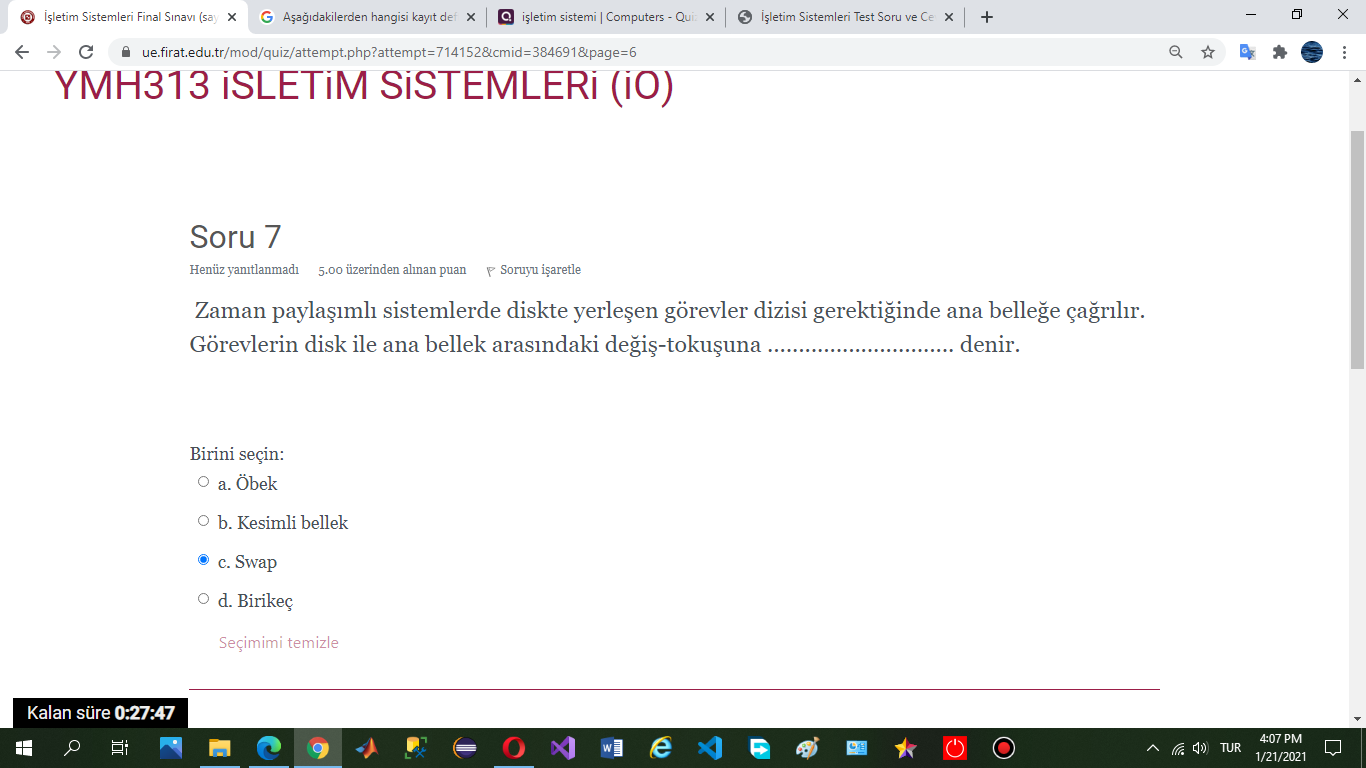 İşletim Sistemleri Final Sınavı (say
Aşağıdakilerden hangisi kayıt def
işletim sistemi | Computers - Quiz
İşletim Sistemleri Test Soru ve Ce
ue.firat.edu.tr/mod/quiz/attempt.php?attempt=714152&cmid=384691&page=6
YMH313 İSLETİM SİSTEMLERİ (İÖ)
Soru 7
Henüz yanıtlanmadı 5.00 üzerinden alınan puan Soruyu işaretle
Zaman paylaşımlı sistemlerde diskte yerleşen görevler dizisi gerektiğinde ana belleğe çağrılır.
Görevlerin disk ile ana bellek arasındaki değiş-tokuşuna .............................. denir.
Birini seçin:
a. Öbek
b. Kesimli bellek
c. Swap
d. Birikeç
Seçimimi temizle
Kalan süre 0:27:47
TUR
4:07 PM
1/21/2021